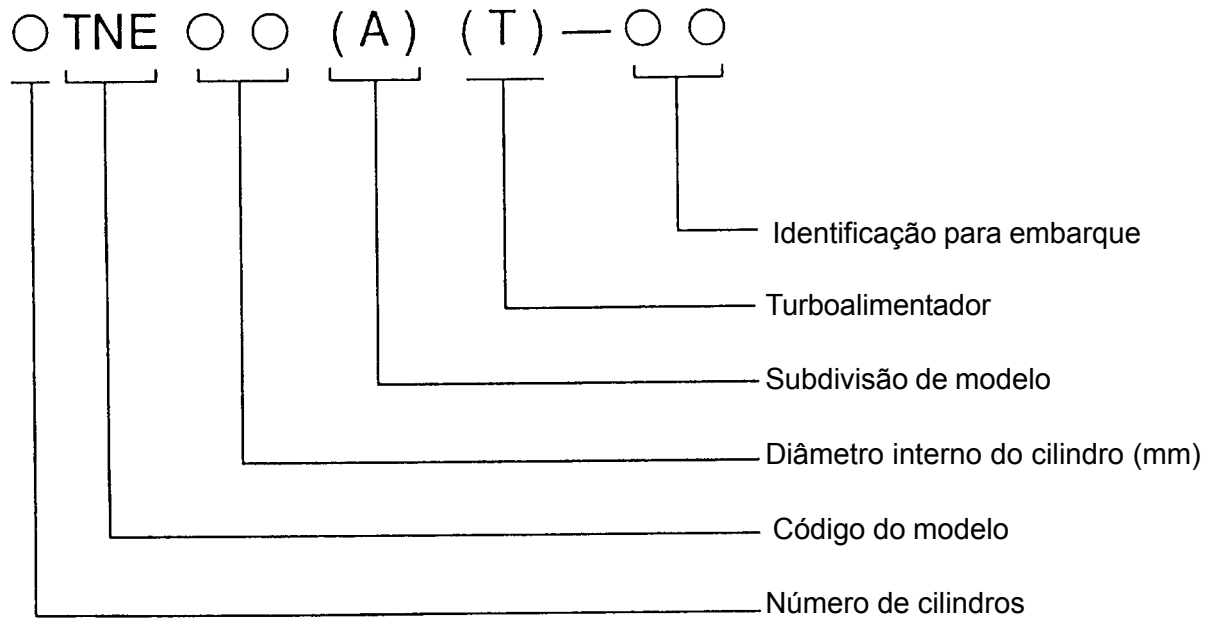 ○ TNE ○ ○ (A) (T) — ○ ○
Identificação para embarque
Turboalimentador
Subdivisão de modelo
Diâmetro interno do cilindro (mm)
Código do modelo
Número de cilindros